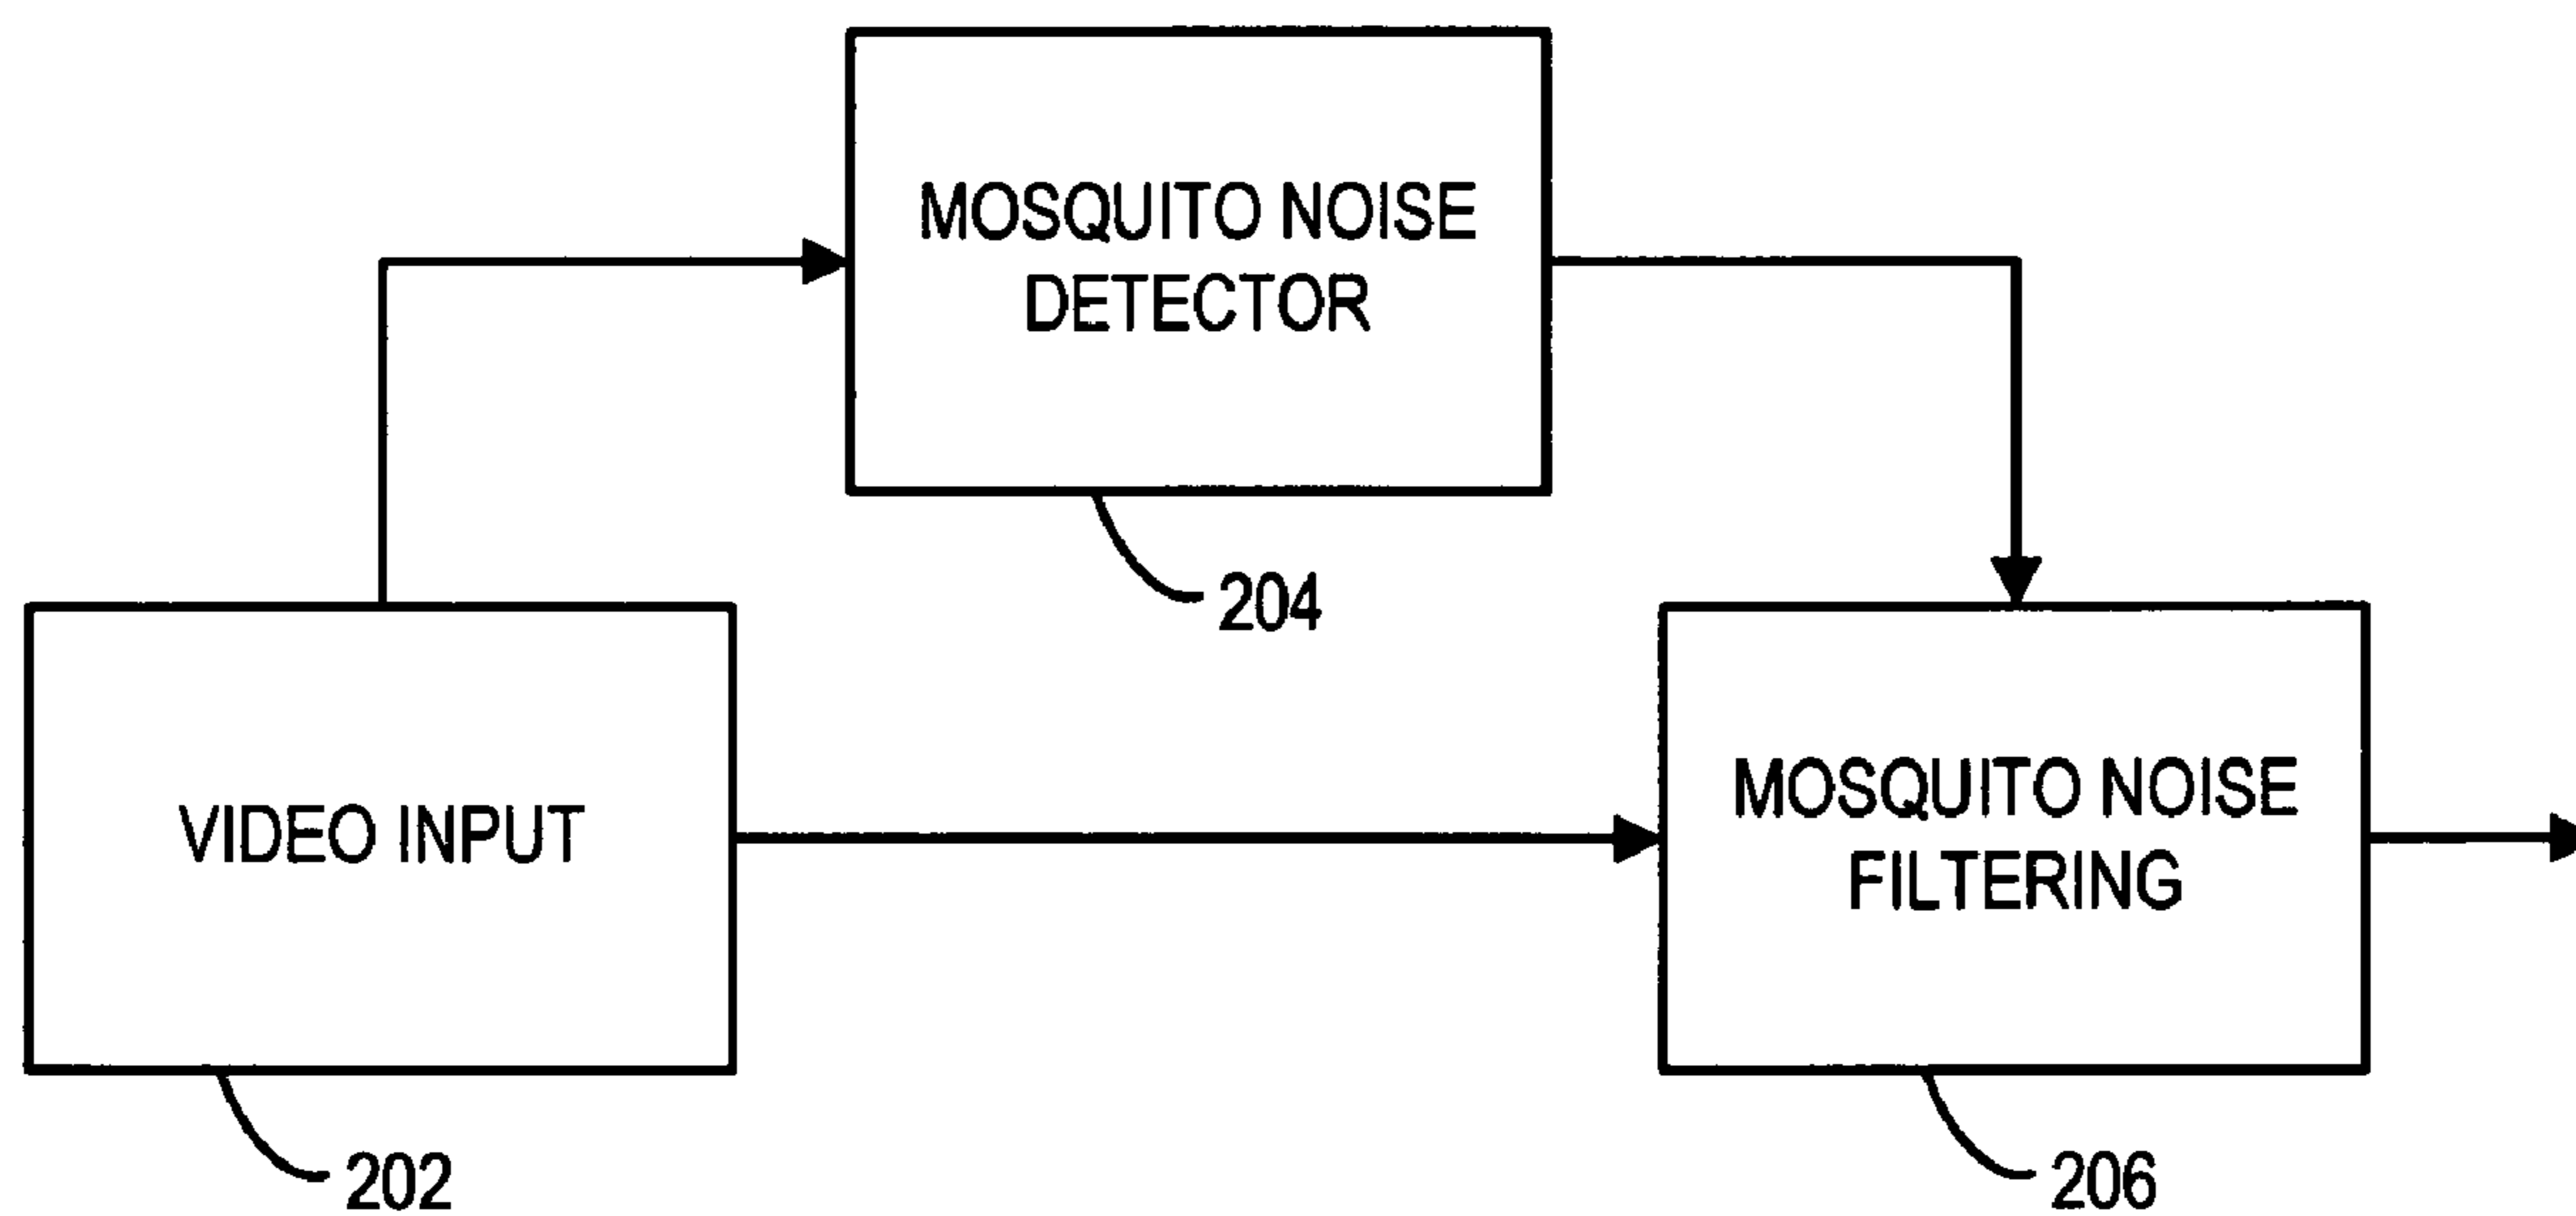 MOSQUITO NOISE
DETECTOR
204
VIDEO INPUT
202
MOSQUITO NOISE
FILTERING
206